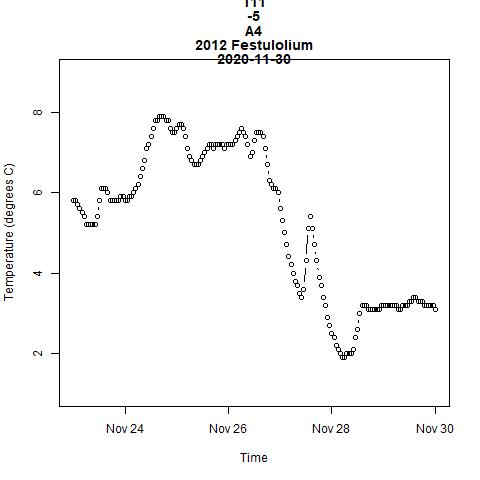 -5
A4
2012 Festulolium
2020-11-30
Temperature (degrees C)
8
6
4
2
Nov 24
Nov 26
Nov 28
Nov 30
Time